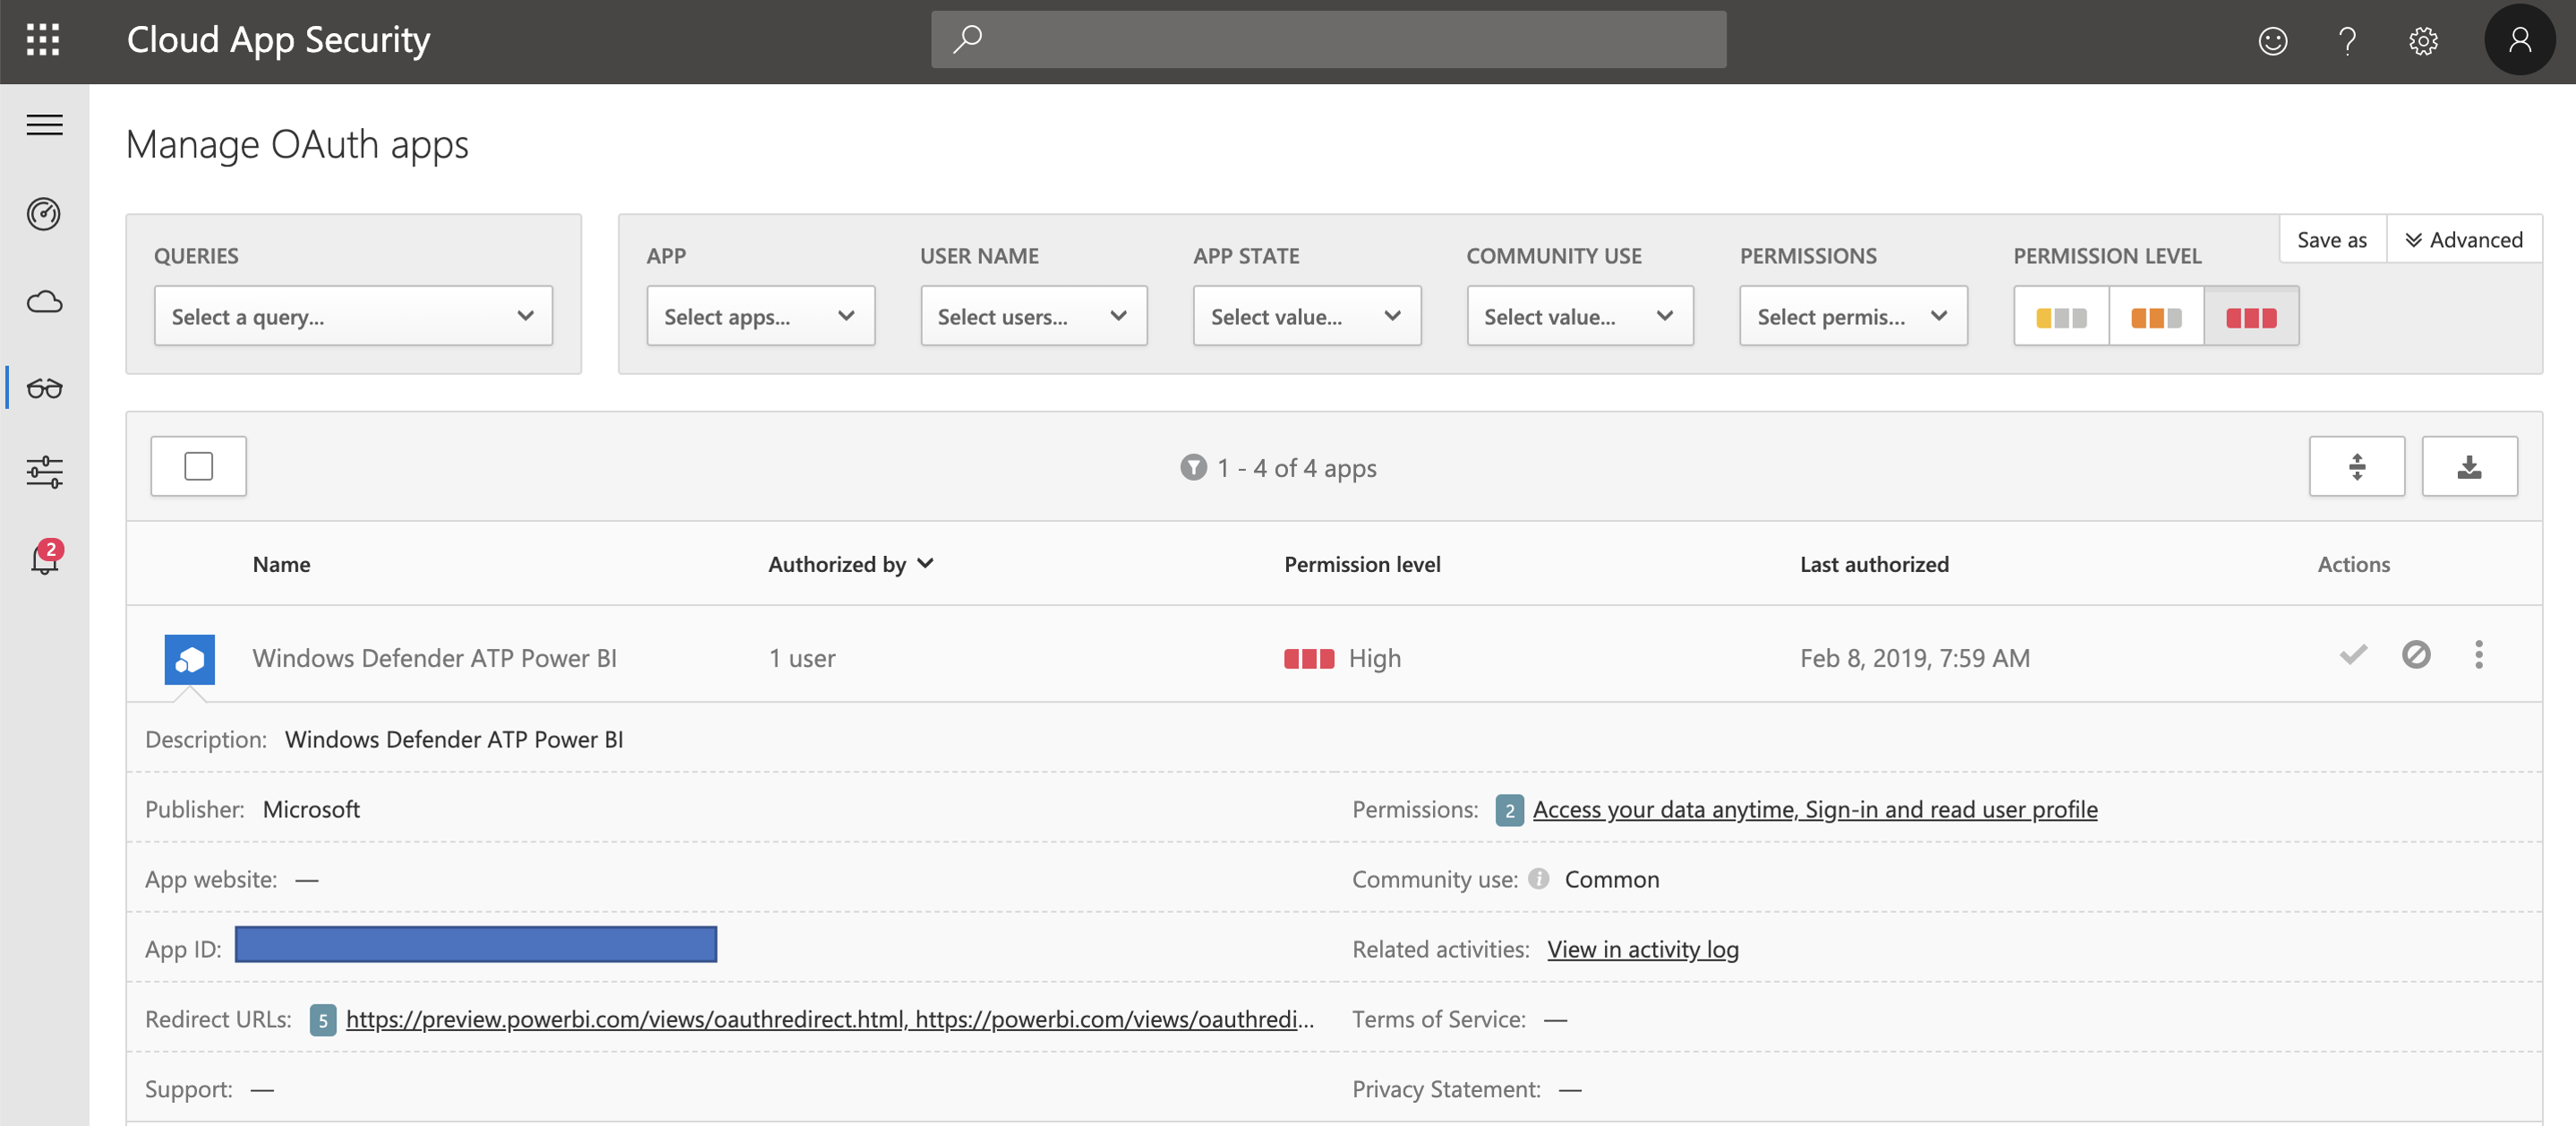 Cloud App Security
Manage OAuth apps
QUERIES
Select a query...
APP
Select apps...
USER NAME
Select users...
APP STATE
Select value...
COMMUNITY USE
Select value...
PERMISSIONS
Select permis...
PERMISSION LEVEL
Save as
Advanced
1 - 4 of 4 apps
2
Name Authorized by Permission level Last authorized Actions
Windows Defender ATP Power BI 1 user High Feb 8, 2019, 7:59 AM
Description: Windows Defender ATP Power BI
Publisher: Microsoft
Permissions: 2 Access your data anytime, Sign-in and read user profile
App website: —
Community use: i Common
App ID:
Related activities: View in activity log
Redirect URLs: 5 https://preview.powerbi.com/views/oauthredirect.html, https://powerbi.com/views/oauthredi...
Terms of Service: —
Support: —
Privacy Statement: —